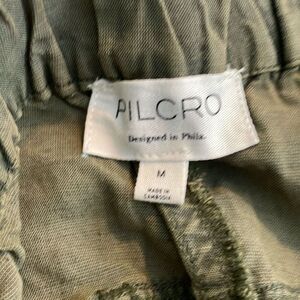 PILCRO
Designed in Phila.
M
MADE IN
CAMBODIA